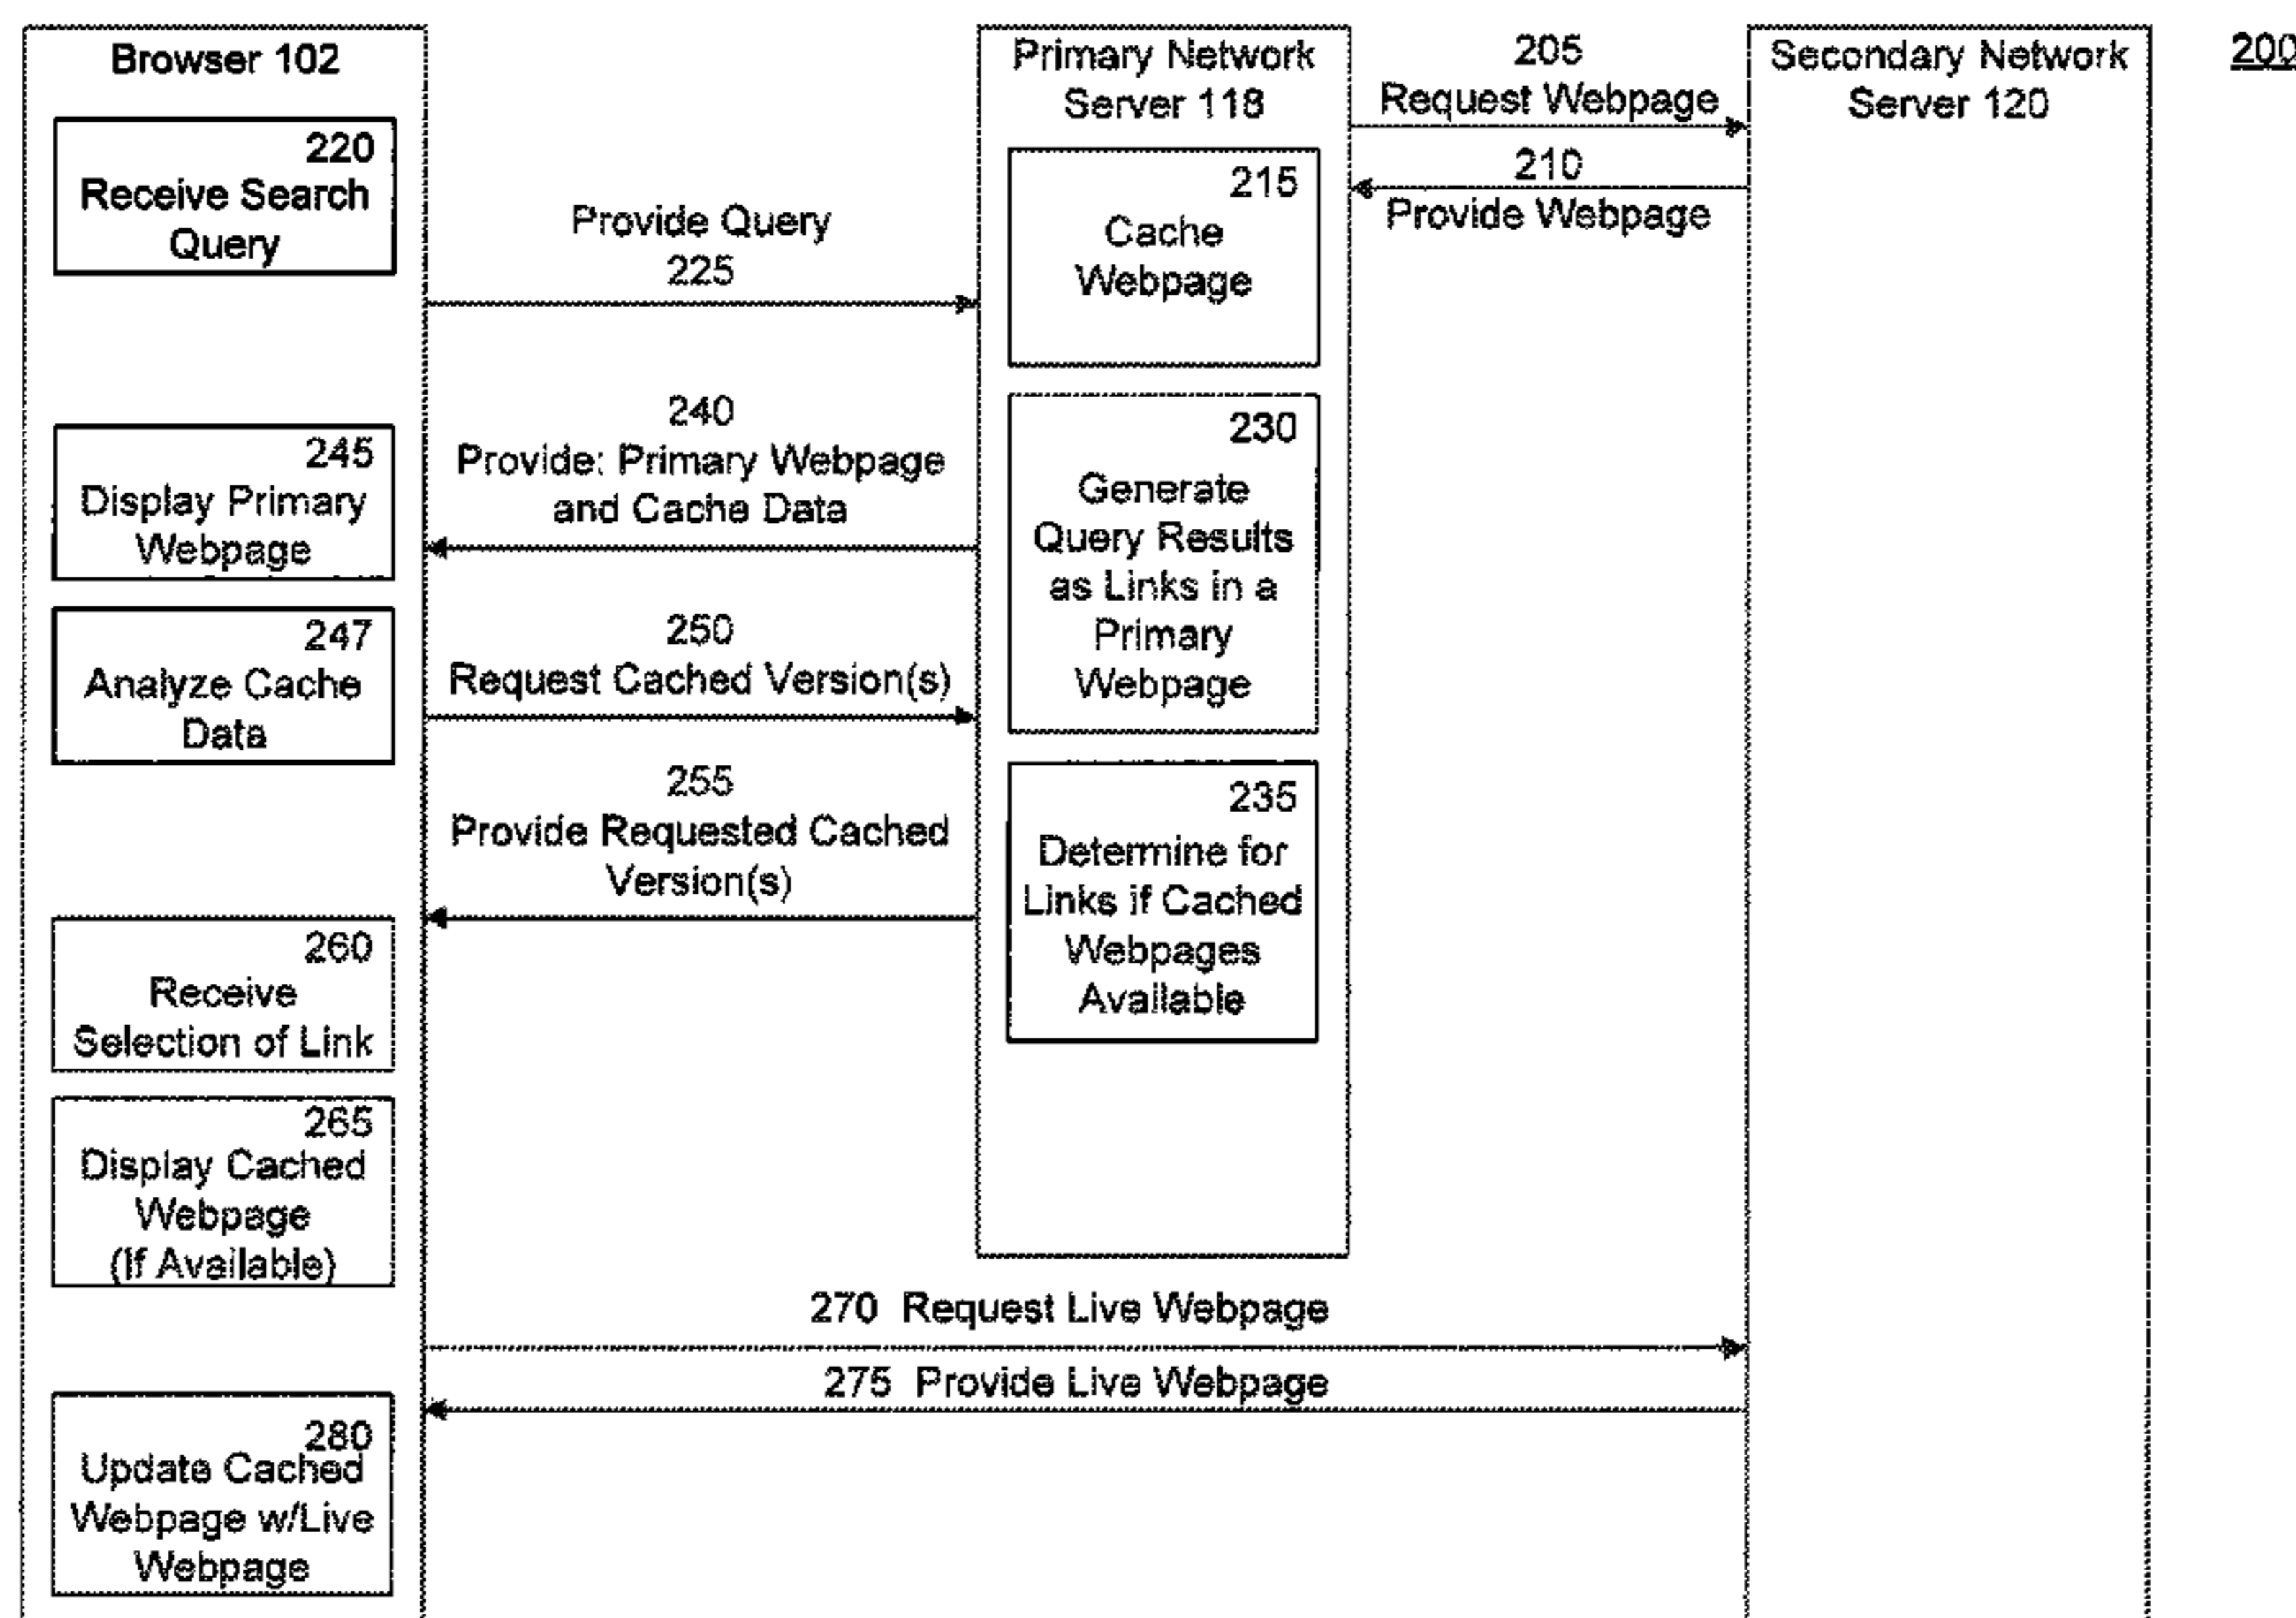 200
Browser 102
220
Receive Search
Query
245
Display Primary
Webpage
247
Analyze Cache
Data
260
Receive
Selection of Link
265
Display Cached
Webpage
(If Available)
280
Update Cached
Webpage w/Live
Webpage
Provide Query
225
240
Provide: Primary Webpage
and Cache Data
250
Request Cached Version(s)
255
Provide Requested Cached
Version(s)
Primary Network
Server 118
215
Cache
Webpage
230
Generate
Query Results
as Links in a
Primary
Webpage
235
Determine for
Links if Cached
Webpages
Available
205
Request Webpage
210
Provide Webpage
Secondary Network
Server 120
270 Request Live Webpage
275 Provide Live Webpage